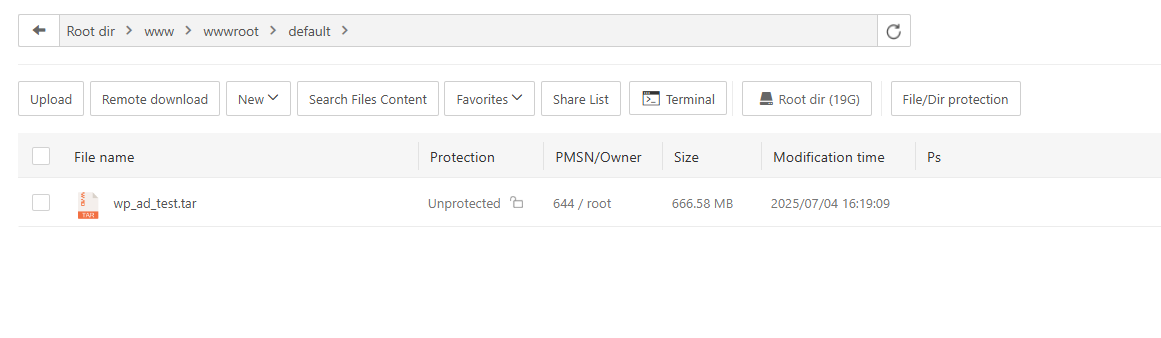 Root dir > www > wwwroot > default >
Upload Remote download New Search Files Content Favorites Share List Terminal Root dir (19G) File/Dir protection
File name Protection PMSN/Owner Size Modification time Ps
TAR wp_ad_test.tar Unprotected 644 / root 666.58 MB 2025/07/04 16:19:09